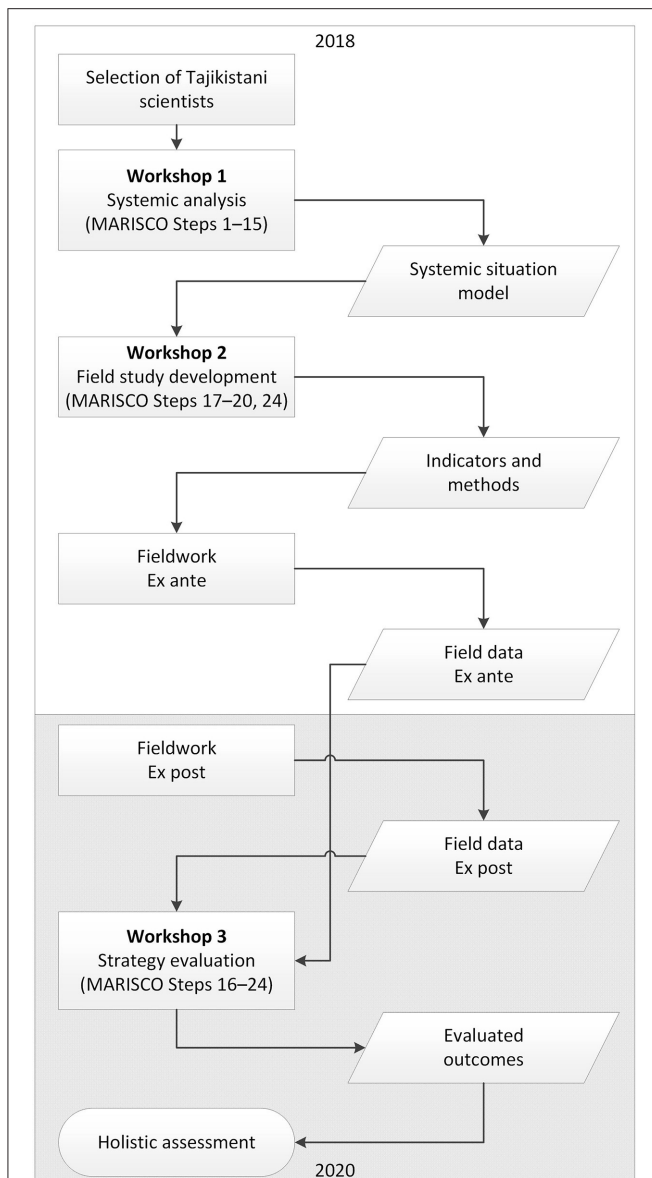 2018
Selection of Tajikistani
scientists
Workshop 1
Systemic analysis
(MARISCO Steps 1–15)
Systemic situation
model
Workshop 2
Field study development
(MARISCO Steps 17–20, 24)
Indicators and
methods
Fieldwork
Ex ante
Field data
Ex ante
Fieldwork
Ex post
Field data
Ex post
Workshop 3
Strategy evaluation
(MARISCO Steps 16–24)
Evaluated
outcomes
Holistic assessment
2020